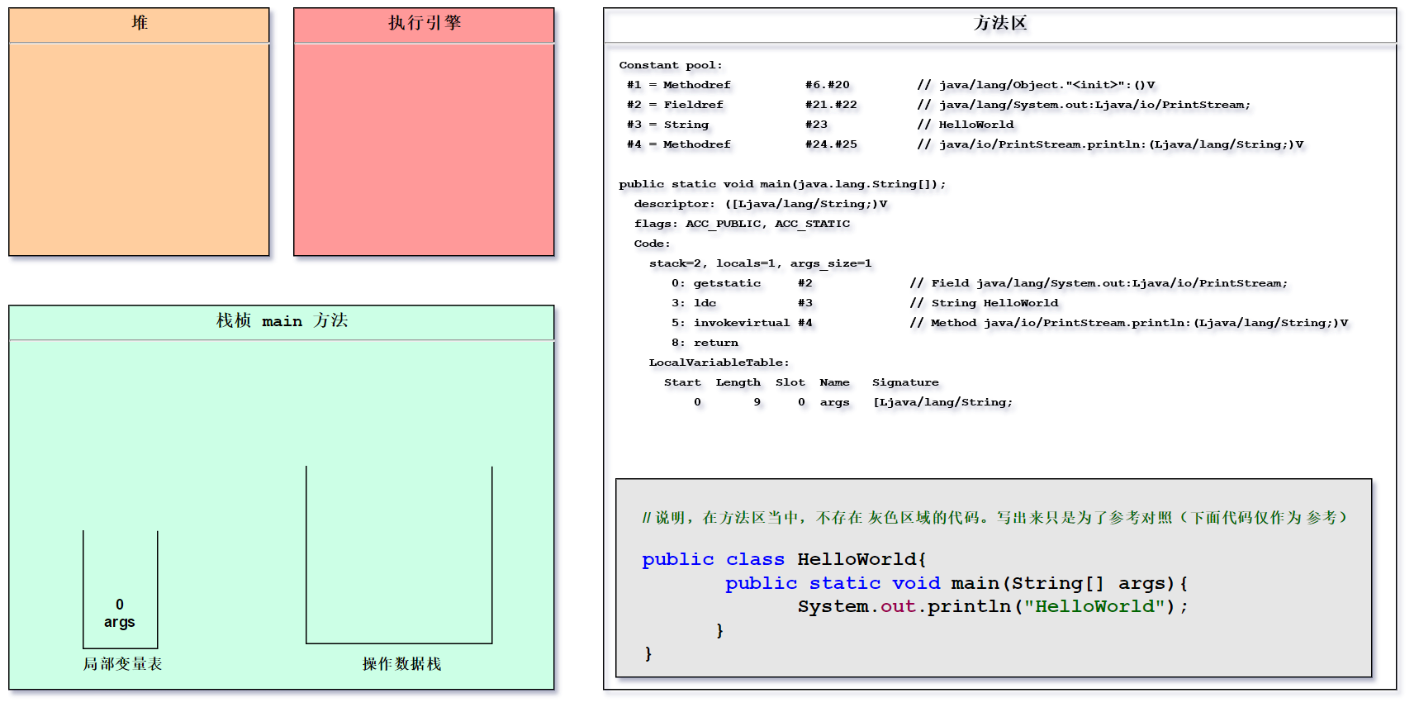 堆
执行引擎
栈桢 main 方法
0
args
局部变量表
操作数据栈
方法区
Constant pool:
#1 = Methodref #6.#20 // java/lang/Object."<init>":()V
#2 = Fieldref #21.#22 // java/lang/System.out:Ljava/io/PrintStream;
#3 = String #23 // HelloWorld
#4 = Methodref #24.#25 // java/io/PrintStream.println:(Ljava/lang/String;)V
public static void main(java.lang.String[]);
descriptor: ([Ljava/lang/String;)V
flags: ACC_PUBLIC, ACC_STATIC
Code:
stack=2, locals=1, args_size=1
0: getstatic #2 // Field java/lang/System.out:Ljava/io/PrintStream;
3: ldc #3 // String HelloWorld
5: invokevirtual #4 // Method java/io/PrintStream.println:(Ljava/lang/String;)V
8: return
LocalVariableTable:
Start Length Slot Name Signature
0 9 0 args [Ljava/lang/String;
// 说明，在方法区当中，不存在 灰色区域的代码。写出来只是为了参考对照（下面代码仅作为 参考）
public class HelloWorld{
public static void main(String[] args){
System.out.println("HelloWorld");
}
}